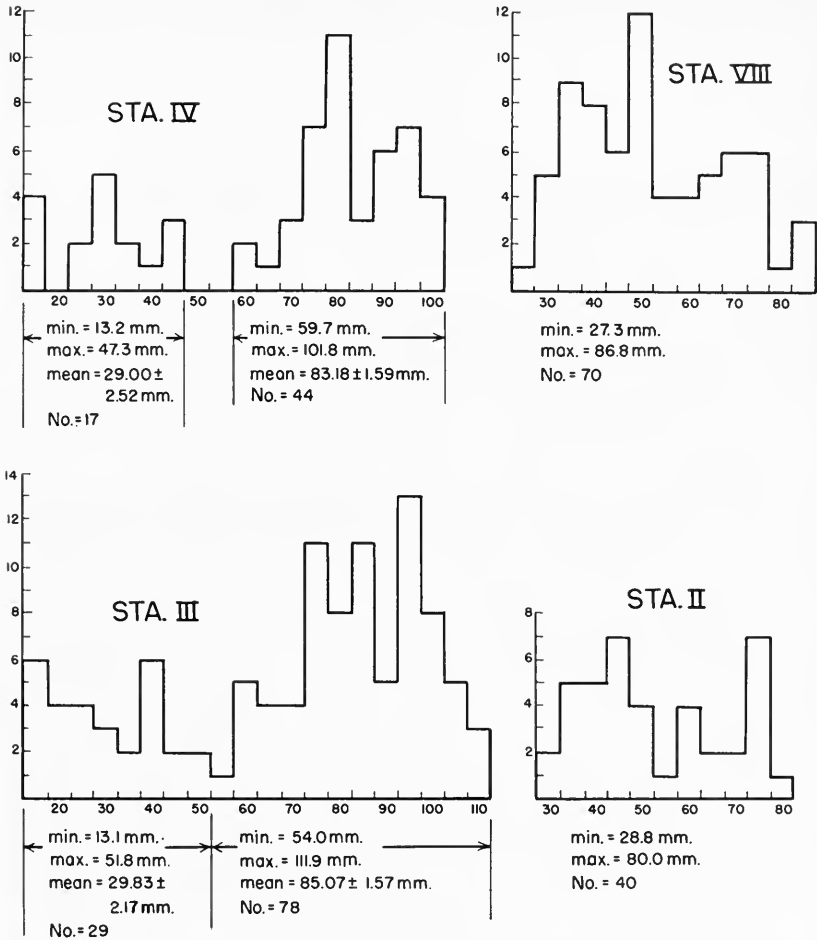 12
10
8
6
4
2
STA. IV
20 30 40 50 60 70 80 90 100
min. = 13.2 mm.
max. = 47.3 mm.
mean = 29.00 ±
2.52 mm.
No. = 17
min. = 59.7 mm.
max. = 101.8 mm.
mean = 83.18 ± 1.59 mm.
No. = 44
12
10
8
6
4
2
STA. VIII
30 40 50 60 70 80
min. = 27.3 mm.
max. = 86.8 mm.
No. = 70
14
12
10
8
6
4
2
STA. III
20 30 40 50 60 70 80 90 100 110
min. = 13.1 mm.
max. = 51.8 mm.
mean = 29.83 ±
2.17 mm.
No. = 29
min. = 54.0 mm.
max. = 111.9 mm.
mean = 85.07 ± 1.57 mm.
No. = 78
STA. II
8
6
4
2
30 40 50 60 70 80
min. = 28.8 mm.
max. = 80.0 mm.
No. = 40